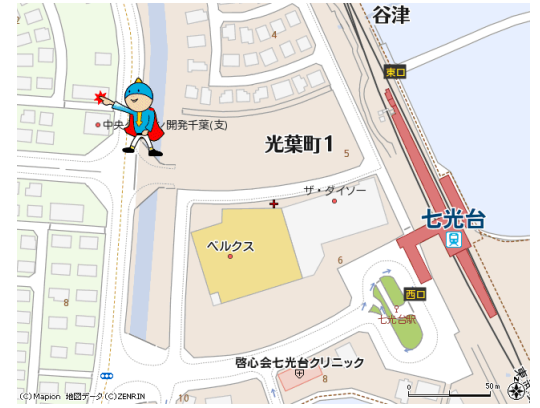 谷津
2
東口
中央
開発千葉(支)
光葉町1
5
ザ・ダイソー
七光台
ベルクス
6
西口
七光台駅
8
啓心会七光台クリニック
8
10
0
50m
(C)Mapion 地図データ(C)ZENRIN